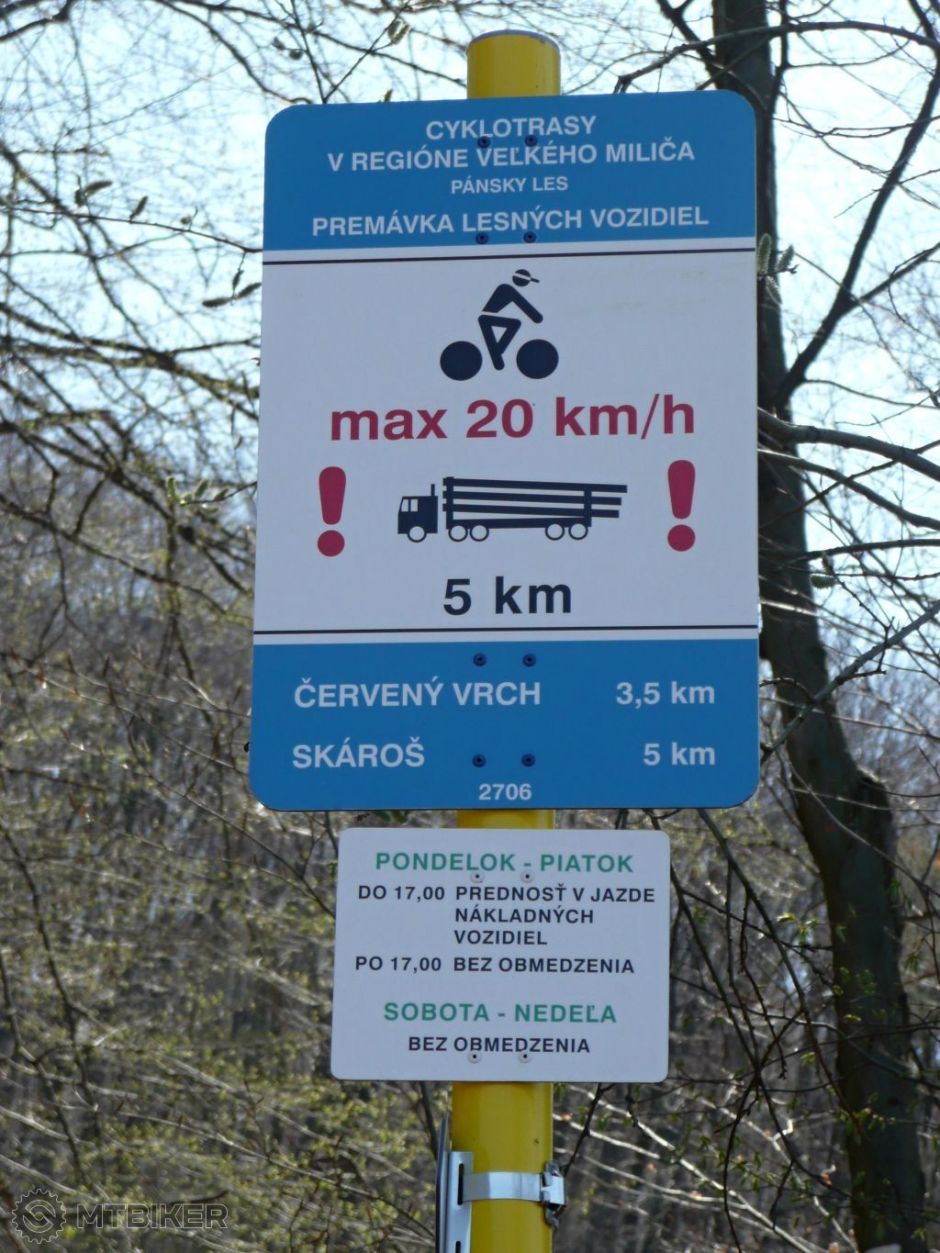 CYKLOTRASY
V REGIÓNE VEĽKÉHO MILIČA
PÁNSKY LES
PREMÁVKA LESNÝCH VOZIDIEL
max 20 km/h
! !
5 km
ČERVENÝ VRCH 3,5 km
SKÁROŠ 5 km
2706
PONDELOK - PIATOK
DO 17,00 PREDNOSŤ V JAZDE
NÁKLADNÝCH
VOZIDIEL
PO 17,00 BEZ OBMEDZENIA
SOBOTA - NEDEĽA
BEZ OBMEDZENIA
MTBIKER